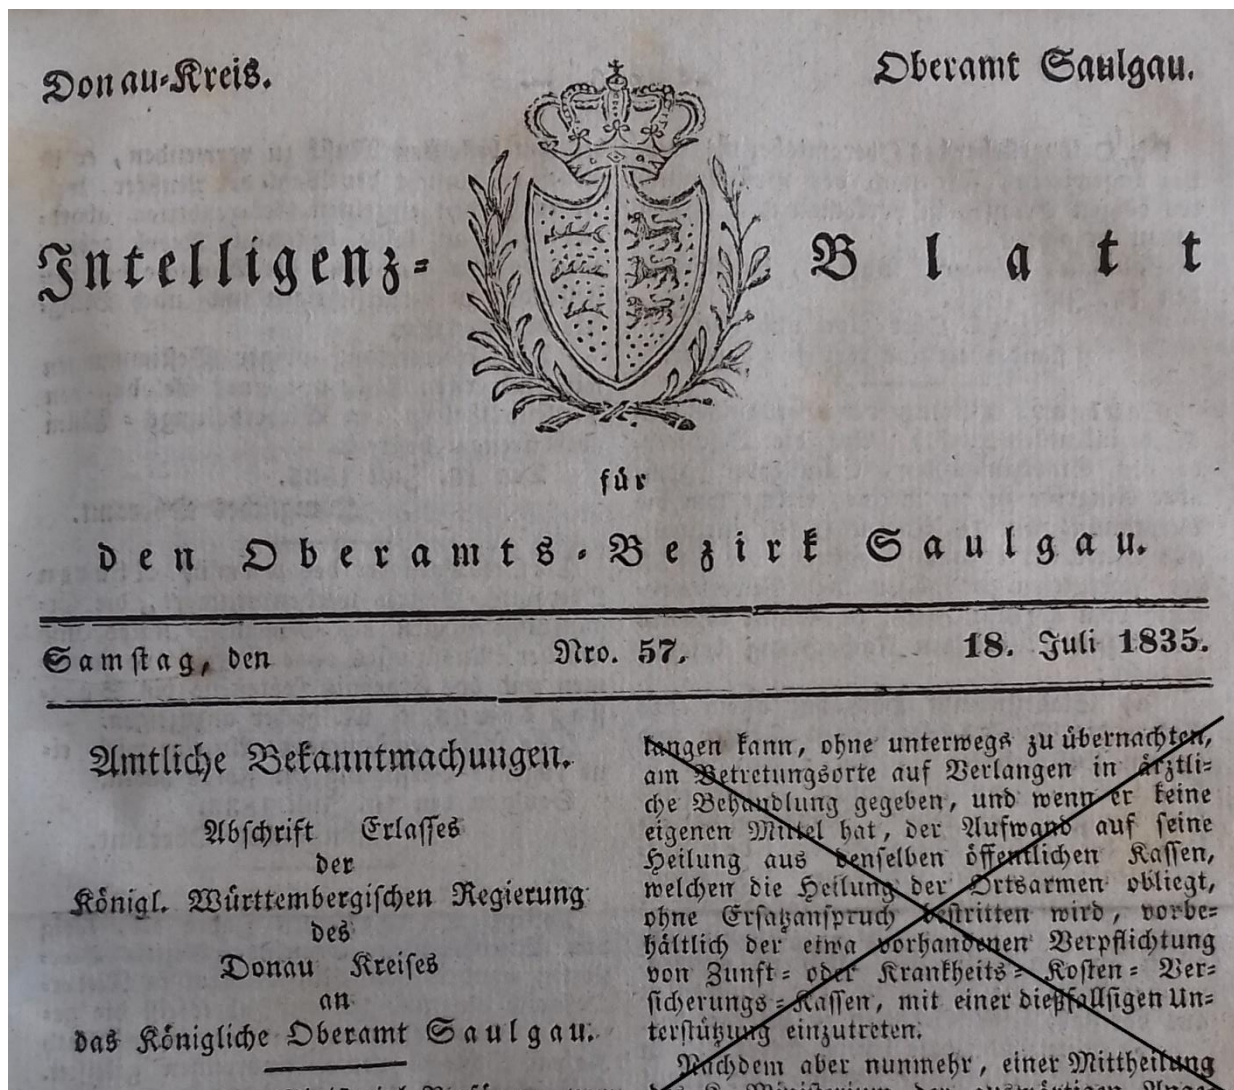 Donau-Kreis.
Oberamt Saulgau.
Intelligenz-Blatt
für
den Oberamts-Bezirk Saulgau.
Samstag, den Nro. 57. 18. Juli 1835.
Amtliche Bekanntmachungen.
Abschrift Erlasses
der
Königl. Württembergischen Regierung
des
Donau Kreises
an
das Königliche Oberamt Saulgau.
langen kann, ohne unterwegs zu übernachten,
am Betretungsorte auf Verlangen in ärztli-
che Behandlung gegeben, und wenn er keine
eigenen Mittel hat, der Aufwand auf seine
Heilung aus denselben öffentlichen Kassen,
welchen die Heilung der Ortsarmen obliegt,
ohne Ersatzanspruch bestritten wird, vorbe-
hältlich der etwa vorhandenen Verpflichtung
von Zunft- oder Krankheits-Kosten-Ver-
sicherungs-Kassen, mit einer dießfallsigen Un-
terstützung einzutreten.
Nachdem aber nunmehr, einer Mittheilung